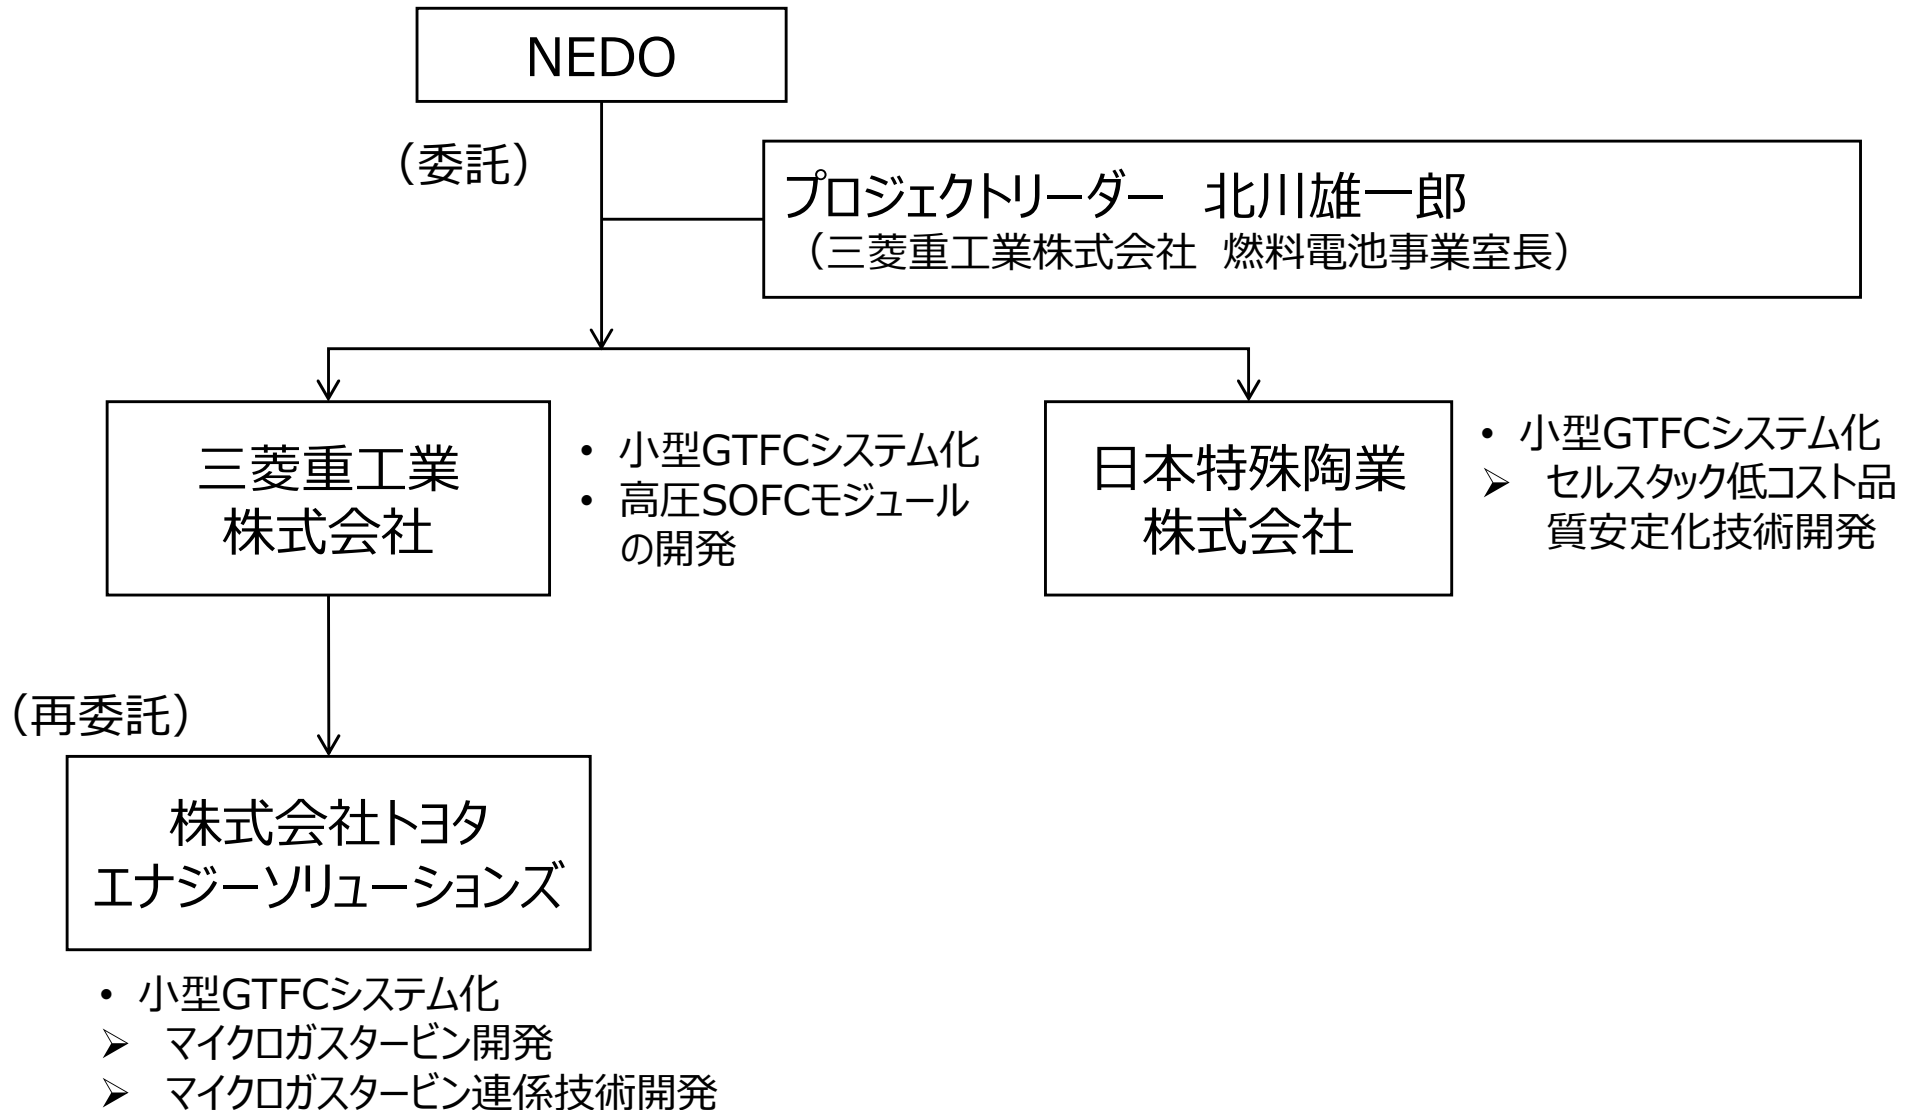 NEDO
（委託）
プロジェクトリーダー　北川雄一郎
（三菱重工業株式会社　燃料電池事業室長）
三菱重工業
株式会社
• 小型GTFCシステム化
• 高圧SOFCモジュール
の開発
日本特殊陶業
株式会社
• 小型GTFCシステム化
➢ セルスタック低コスト品
質安定化技術開発
（再委託）
株式会社トヨタ
エナジーソリューションズ
• 小型GTFCシステム化
➢ マイクロガスタービン開発
➢ マイクロガスタービン連係技術開発